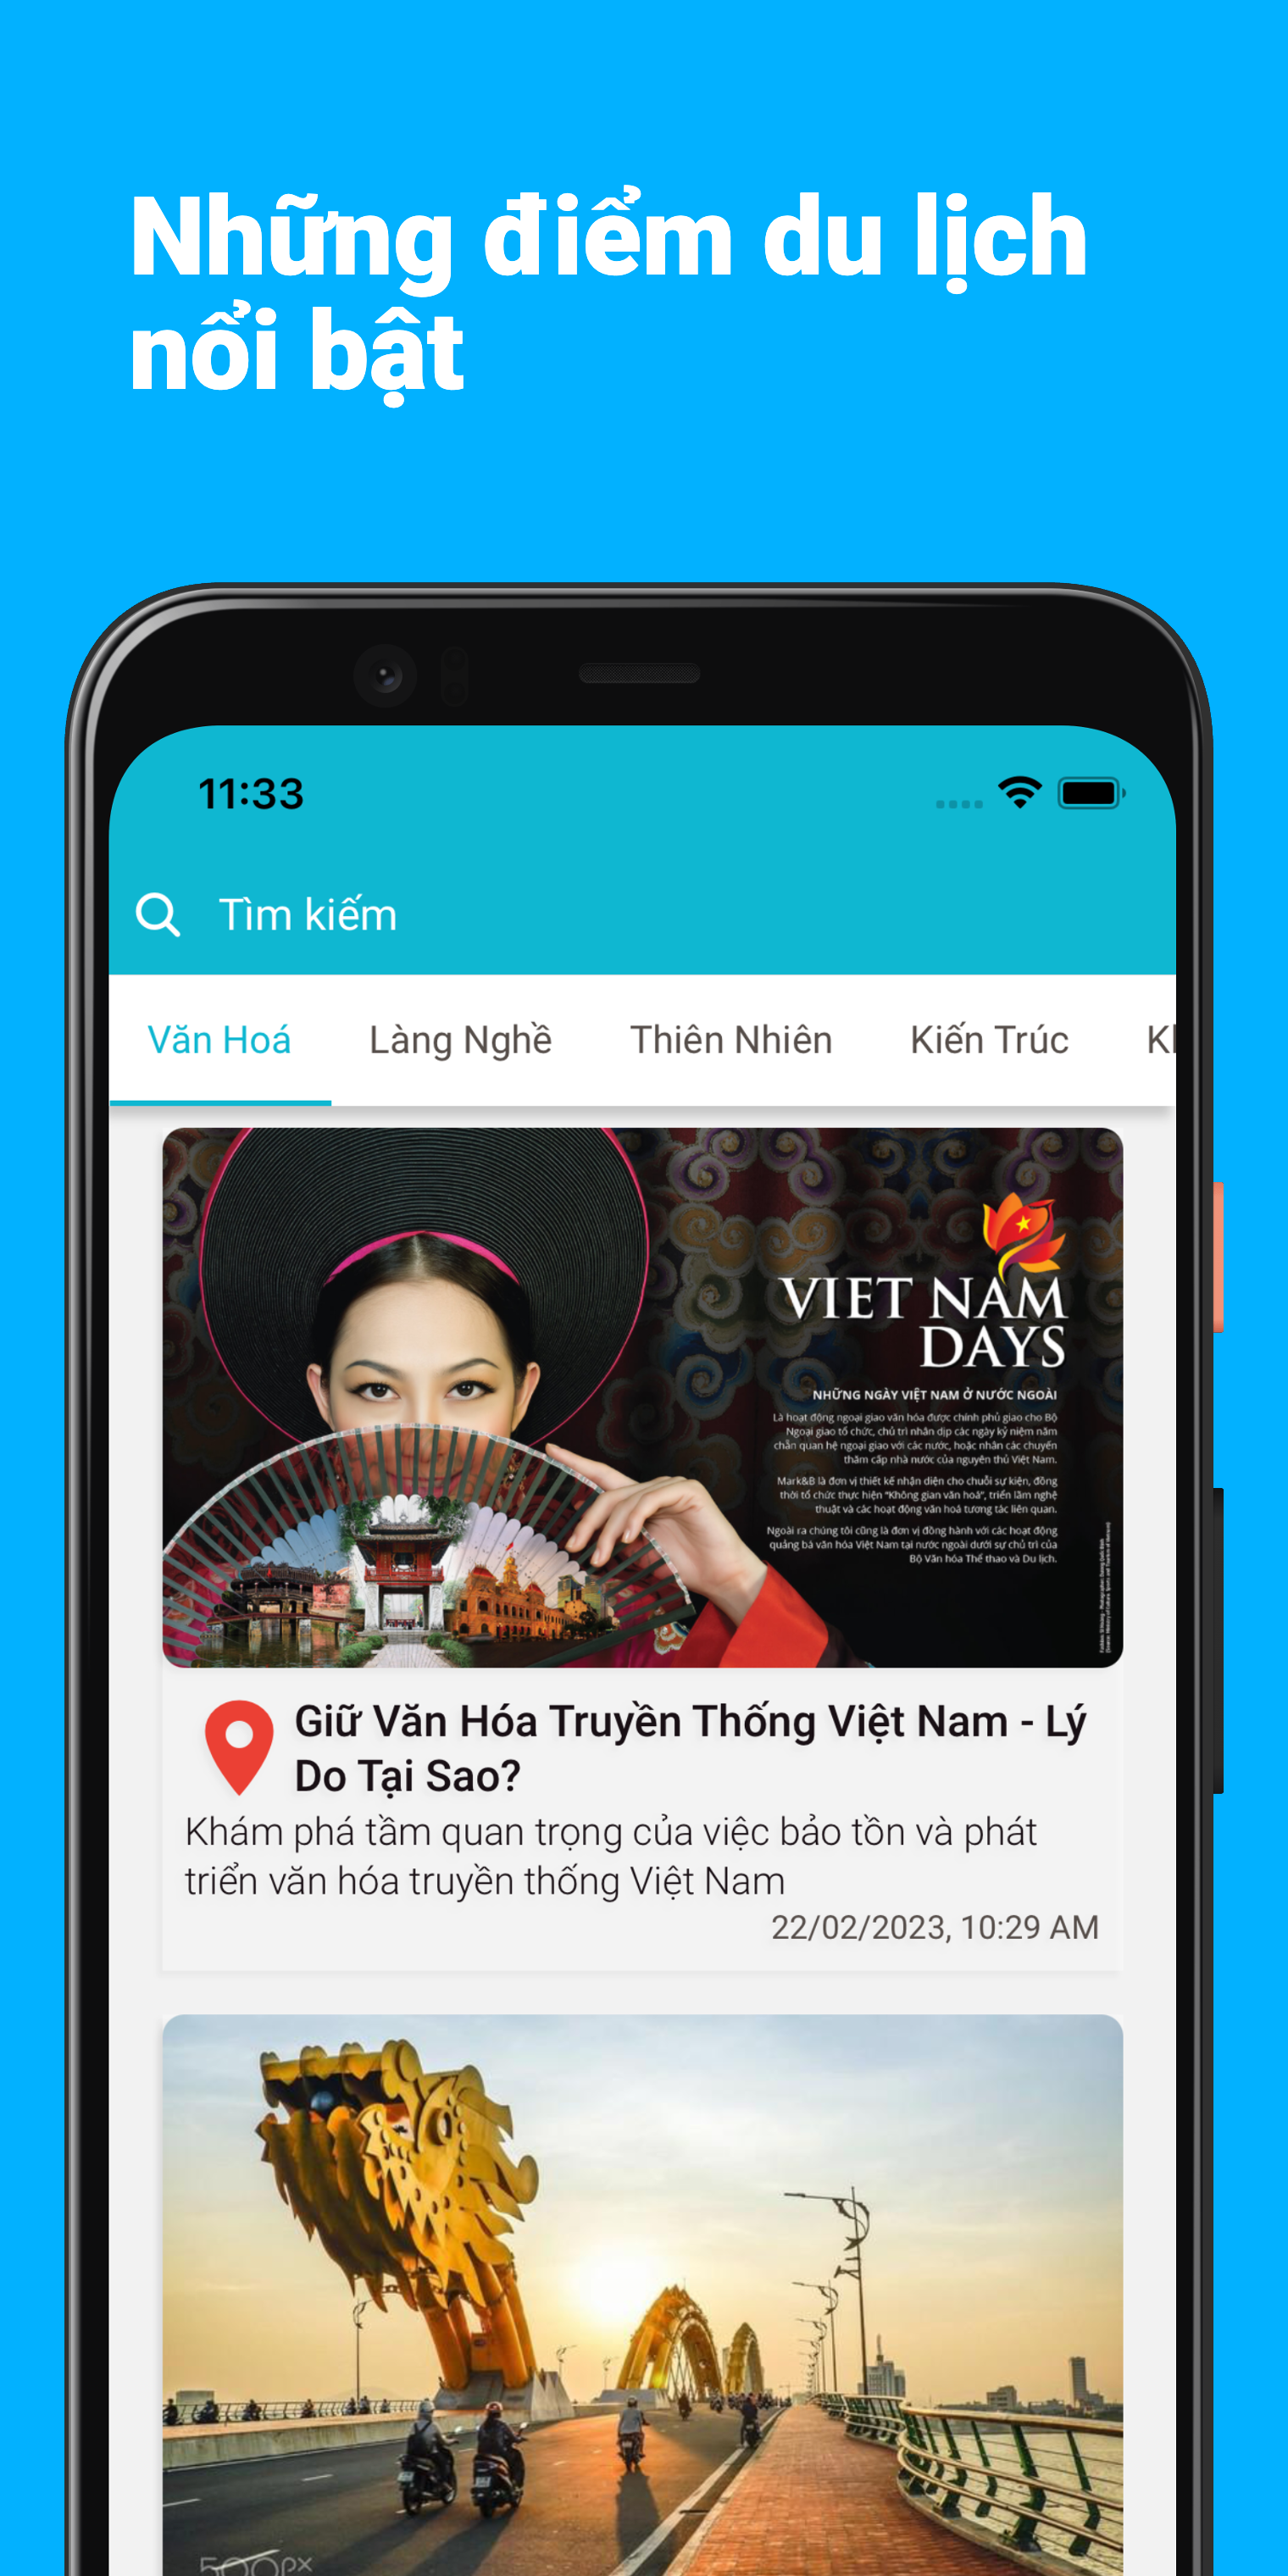 Những điểm du lịch
nổi bật
11:33
Tìm kiếm
Văn Hoá
Làng Nghề
Thiên Nhiên
Kiến Trúc
VIET NAM
DAYS
NHỮNG NGÀY VIỆT NAM Ở NƯỚC NGOÀI
Là hoạt động ngoại giao văn hóa được chính phủ giao cho Bộ
Ngoại giao tổ chức, chủ trì nhân dịp các ngày kỷ niệm năm
chẵn quan hệ ngoại giao với các nước, hoặc nhân các chuyến
thăm cấp nhà nước của nguyên thủ Việt Nam.
Mark&B là đơn vị thiết kế nhận diện cho chuỗi sự kiện, đồng
thời tổ chức thực hiện "Không gian văn hoá", triển lãm nghệ
thuật và các hoạt động văn hoá tương tác liên quan.
Ngoài ra chúng tôi cũng là đơn vị đồng hành với các hoạt động
quảng bá văn hóa Việt Nam tại nước ngoài dưới sự chủ trì của
Bộ Văn hóa Thể thao và Du lịch.
Giữ Văn Hóa Truyền Thống Việt Nam - Lý
Do Tại Sao?
Khám phá tầm quan trọng của việc bảo tồn và phát
triển văn hóa truyền thống Việt Nam
22/02/2023, 10:29 AM
500px